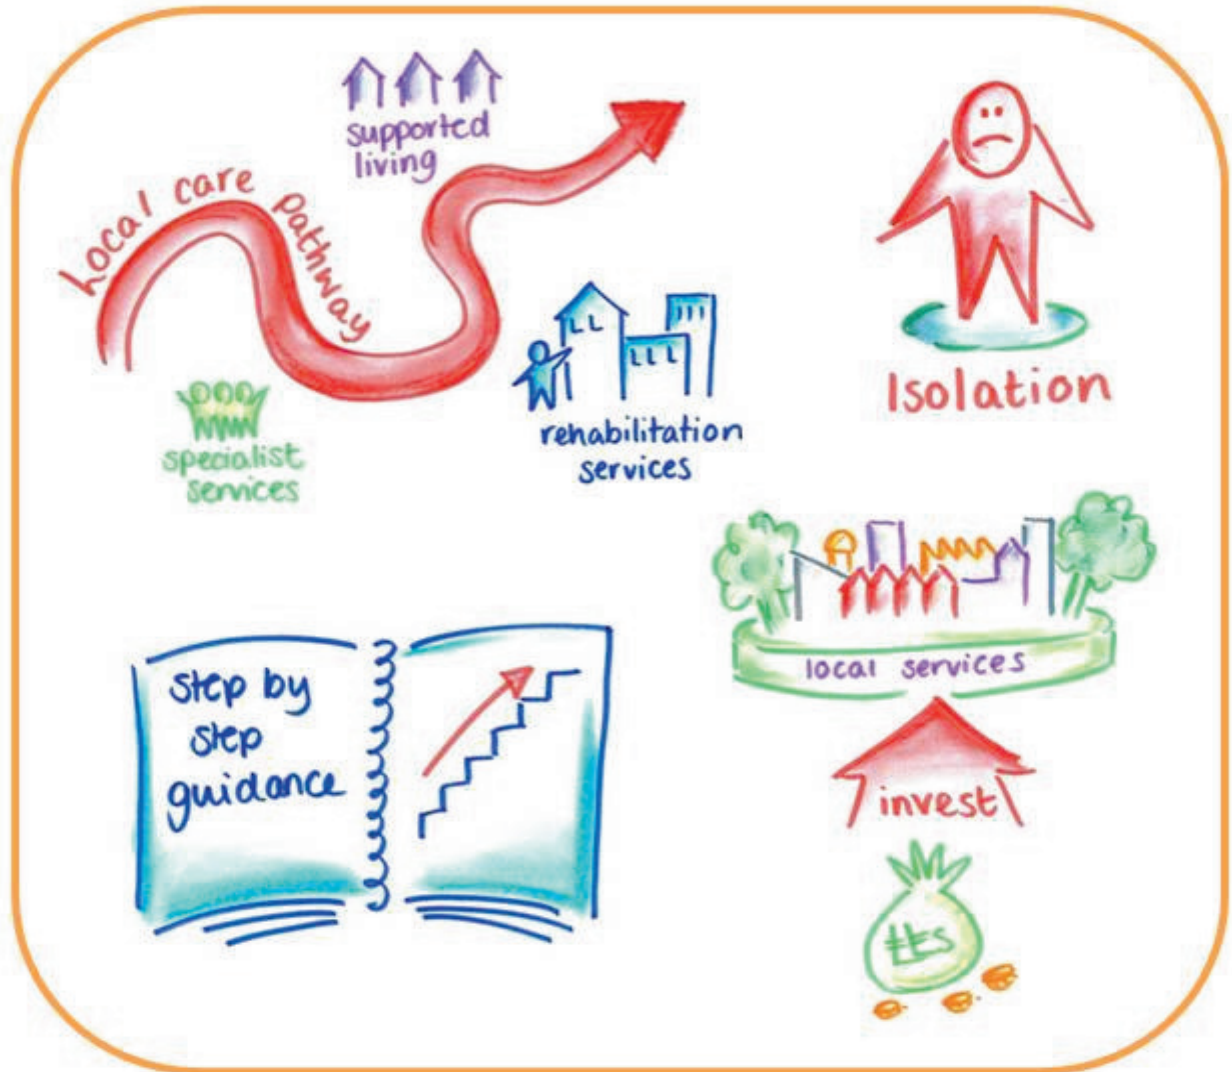 Local care pathway
supported
living
specialist
services
rehabilitation
services
Isolation
step by
step
guidance
local services
invest
£££s